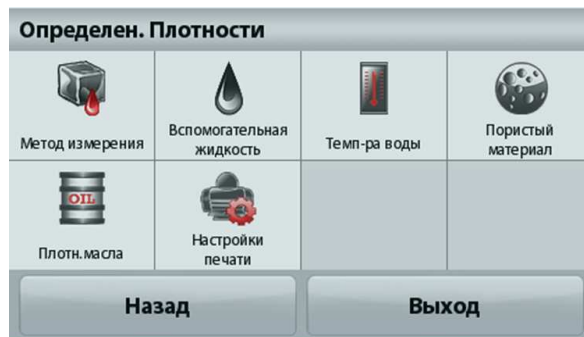 Определен. Плотности
Метод измерения
Вспомогательная
жидкость
Темп-ра воды
Пористый
материал
OIL
Плотн.масла
Настройки
печати
Назад
Выход